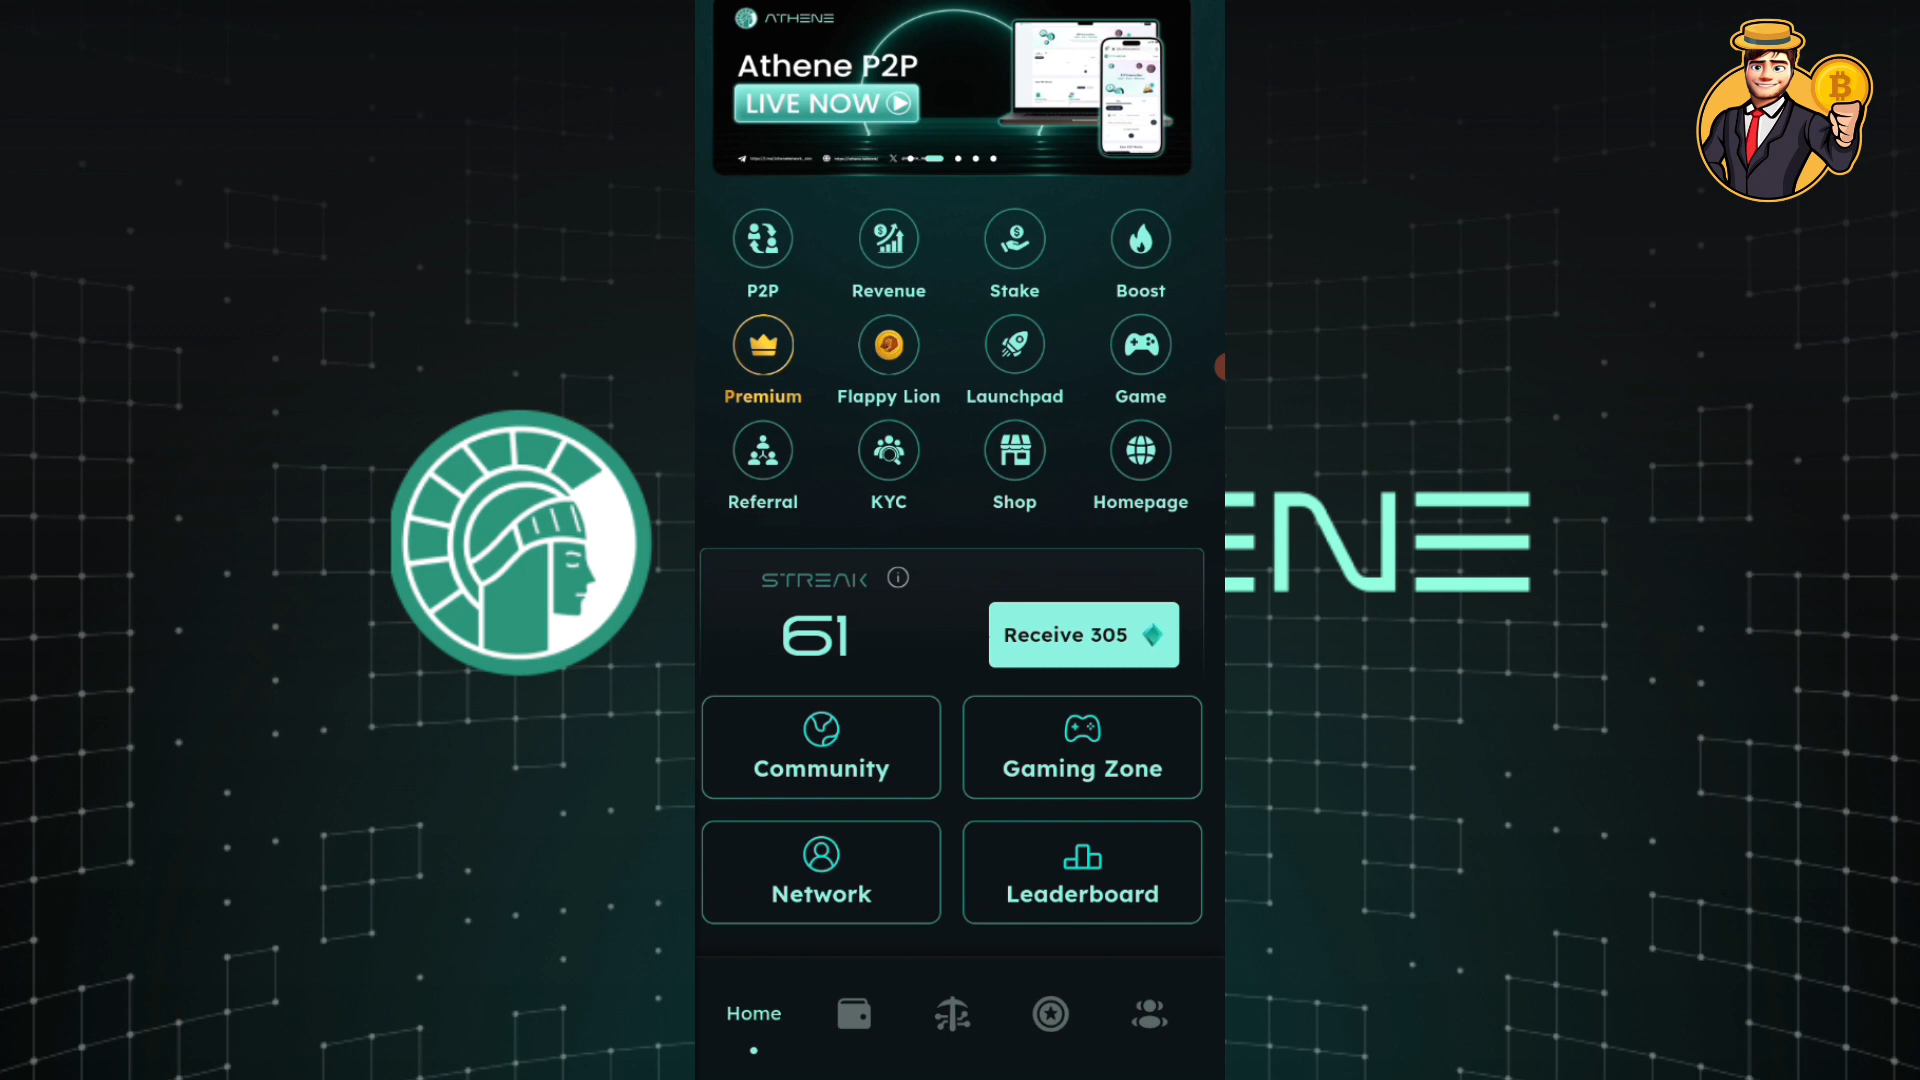 ATHENE
Athene P2P
LIVE NOW
P2P
Revenue
Stake
Boost
Premium
Flappy Lion
Launchpad
Game
Referral
KYC
Shop
Homepage
ENE
STREAK
61
Receive 305
Community
Gaming Zone
Network
Leaderboard
Home